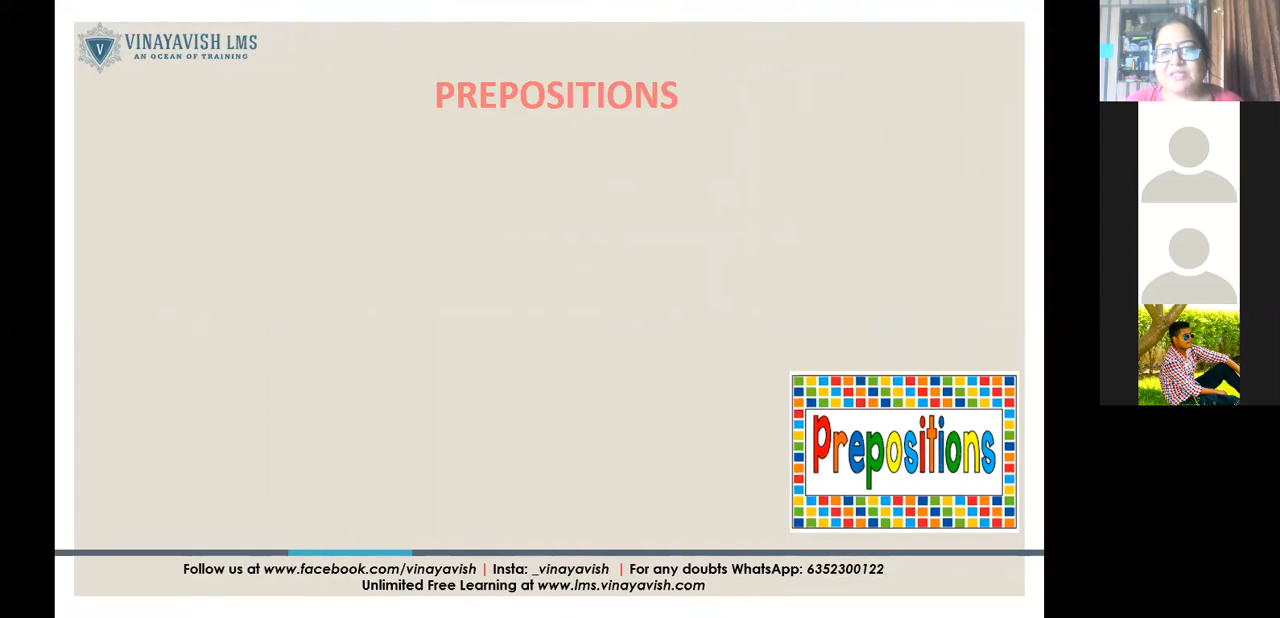 VINAYAVISH LMS
AN OCEAN OF TRAINING
V
PREPOSITIONS
Prepositions
Follow us at www.facebook.com/vinayavish | Insta: _vinayavish | For any doubts WhatsApp: 6352300122
Unlimited Free Learning at www.lms.vinayavish.com